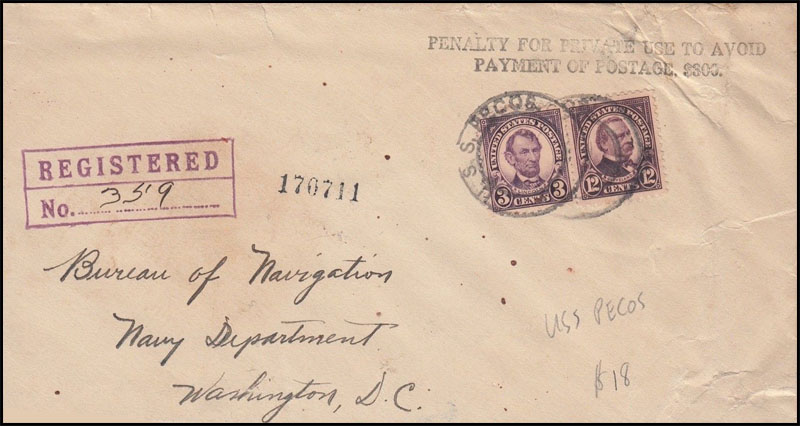 PENALTY FOR PRIVATE USE TO AVOID
PAYMENT OF POSTAGE, $300.
U.S.S. PECOS
UNITED STATES POSTAGE
3 CENTS 3
UNITED STATES POSTAGE
12 CENTS 12
REGISTERED
No. 359
170711
Bureau of Navigation
Navy Department
Washington, D.C.
USS PECOS
$18